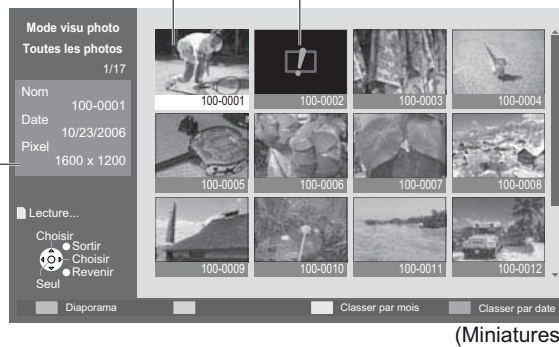 Mode visu photo
Toutes les photos
1/17
Nom
100-0001
Date
10/23/2006
Pixel
1600 x 1200
Lecture...
Choisir
Sortir
Choisir
Revenir
Seul
100-0001
100-0002
100-0003
100-0004
100-0005
100-0006
100-0007
100-0008
100-0009
100-0010
100-0011
100-0012
Diaporama
Classer par mois
Classer par date
(Miniatures